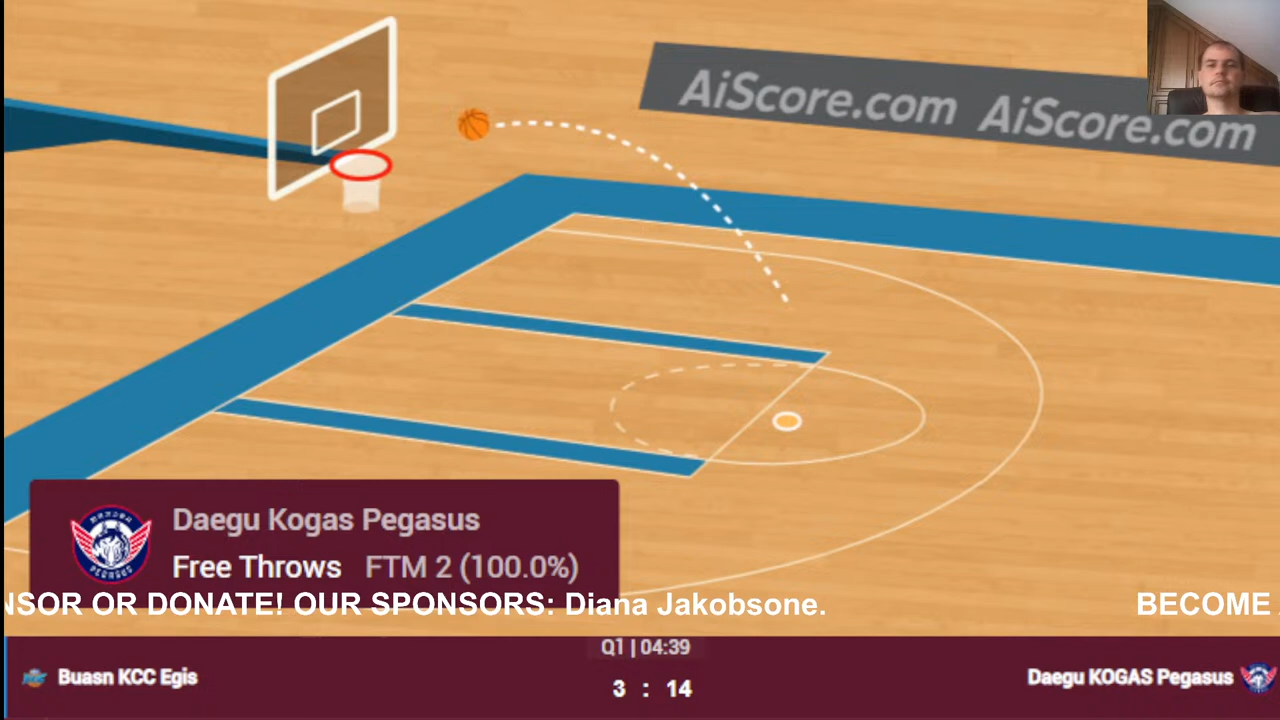 AiScore.com AiScore.com
Daegu Kogas Pegasus
Free Throws FTM 2 (100.0%)
NSOR OR DONATE! OUR SPONSORS: Diana Jakobsone. BECOME
Q1 | 04:39
Buasn KCC Egis 3 : 14 Daegu KOGAS Pegasus